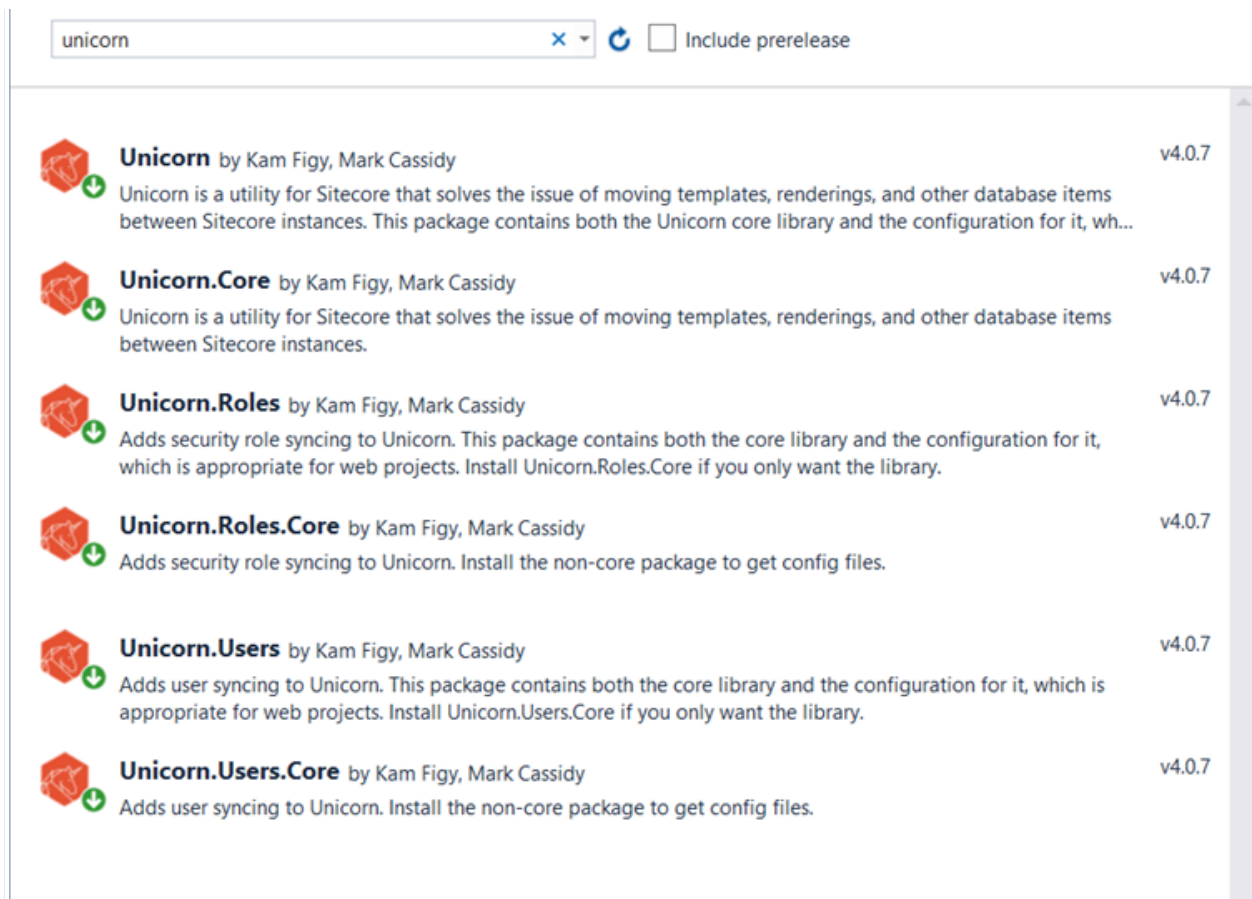 unicorn
Include prerelease
Unicorn by Kam Figy, Mark Cassidy
v4.0.7
Unicorn is a utility for Sitecore that solves the issue of moving templates, renderings, and other database items
between Sitecore instances. This package contains both the Unicorn core library and the configuration for it, wh...
Unicorn.Core by Kam Figy, Mark Cassidy
v4.0.7
Unicorn is a utility for Sitecore that solves the issue of moving templates, renderings, and other database items
between Sitecore instances.
Unicorn.Roles by Kam Figy, Mark Cassidy
v4.0.7
Adds security role syncing to Unicorn. This package contains both the core library and the configuration for it,
which is appropriate for web projects. Install Unicorn.Roles.Core if you only want the library.
Unicorn.Roles.Core by Kam Figy, Mark Cassidy
v4.0.7
Adds security role syncing to Unicorn. Install the non-core package to get config files.
Unicorn.Users by Kam Figy, Mark Cassidy
v4.0.7
Adds user syncing to Unicorn. This package contains both the core library and the configuration for it, which is
appropriate for web projects. Install Unicorn.Users.Core if you only want the library.
Unicorn.Users.Core by Kam Figy, Mark Cassidy
v4.0.7
Adds user syncing to Unicorn. Install the non-core package to get config files.